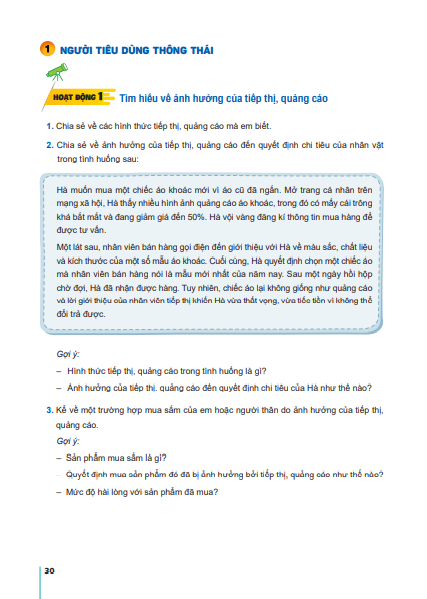 1 NGƯỜI TIÊU DÙNG THÔNG THÁI
HOẠT ĐỘNG 1 Tìm hiểu về ảnh hưởng của tiếp thị, quảng cáo
1. Chia sẻ về các hình thức tiếp thị, quảng cáo mà em biết.
2. Chia sẻ về ảnh hưởng của tiếp thị, quảng cáo đến quyết định chi tiêu của nhân vật
trong tình huống sau:
Hà muốn mua một chiếc áo khoác mới vì áo cũ đã ngắn. Mở trang cá nhân trên
mạng xã hội, Hà thấy nhiều hình ảnh quảng cáo áo khoác, trong đó có mấy cái trông
khá bắt mắt và đang giảm giá đến 50%. Hà vội vàng đăng kí thông tin mua hàng để
được tư vấn.
Một lát sau, nhân viên bán hàng gọi điện đến giới thiệu với Hà về màu sắc, chất liệu
và kích thước của một số mẫu áo khoác. Cuối cùng, Hà quyết định chọn một chiếc áo
mà nhân viên bán hàng nói là mẫu mới nhất của năm nay. Sau một ngày hồi hộp
chờ đợi, Hà đã nhận được hàng. Tuy nhiên, chiếc áo lại không giống như quảng cáo
và lời giới thiệu của nhân viên tiếp thị khiến Hà vừa thất vọng, vừa tiếc tiền vì không thể
đổi trả được.
Gợi ý:
– Hình thức tiếp thị, quảng cáo trong tình huống là gì?
– Ảnh hưởng của tiếp thị, quảng cáo đến quyết định chi tiêu của Hà như thế nào?
3. Kể về một trường hợp mua sắm của em hoặc người thân do ảnh hưởng của tiếp thị,
quảng cáo.
Gợi ý:
– Sản phẩm mua sắm là gì?
– Quyết định mua sản phẩm đó đã bị ảnh hưởng bởi tiếp thị, quảng cáo như thế nào?
– Mức độ hài lòng với sản phẩm đã mua?
30